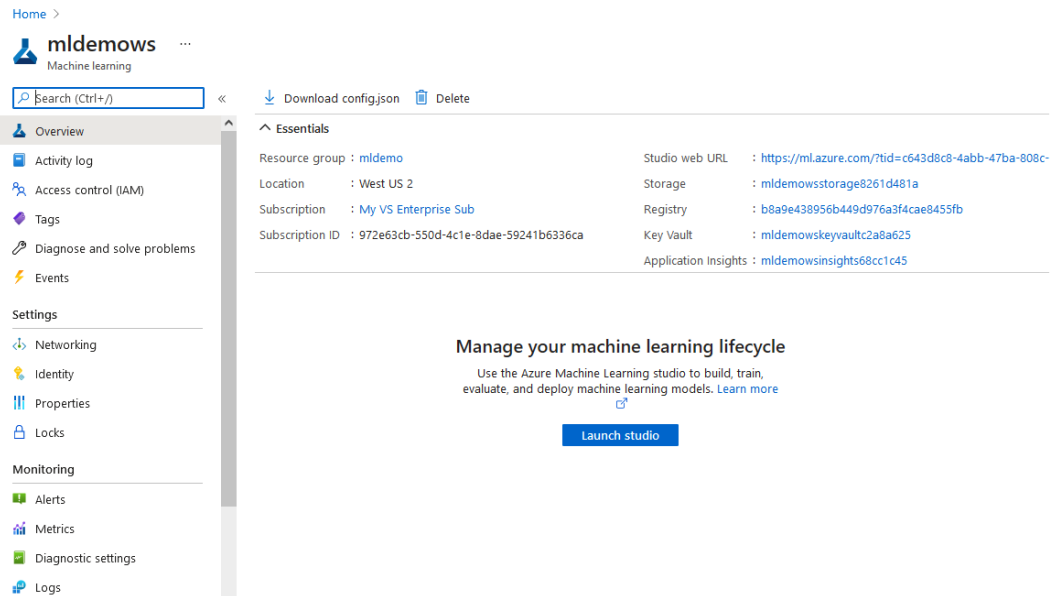 Home >
mldemows ...
Machine learning
Search (Ctrl+/) «
Overview
Activity log
Access control (IAM)
Tags
Diagnose and solve problems
Events
Settings
Networking
Identity
Properties
Locks
Monitoring
Alerts
Metrics
Diagnostic settings
Logs
Download config.json Delete
Essentials
Resource group : mldemo
Location : West US 2
Subscription : My VS Enterprise Sub
Subscription ID : 972e63cb-550d-4c1e-8dae-59241b6336ca
Studio web URL : https://ml.azure.com/?tid=c643d8c8-4abb-47ba-808c-
Storage : mldemowsstorage8261d481a
Registry : b8a9e438956b449d976a3f4cae8455fb
Key Vault : mldemowskeyvaultc2a8a625
Application Insights : mldemowsinsights68cc1c45
Manage your machine learning lifecycle
Use the Azure Machine Learning studio to build, train,
evaluate, and deploy machine learning models. Learn more
Launch studio